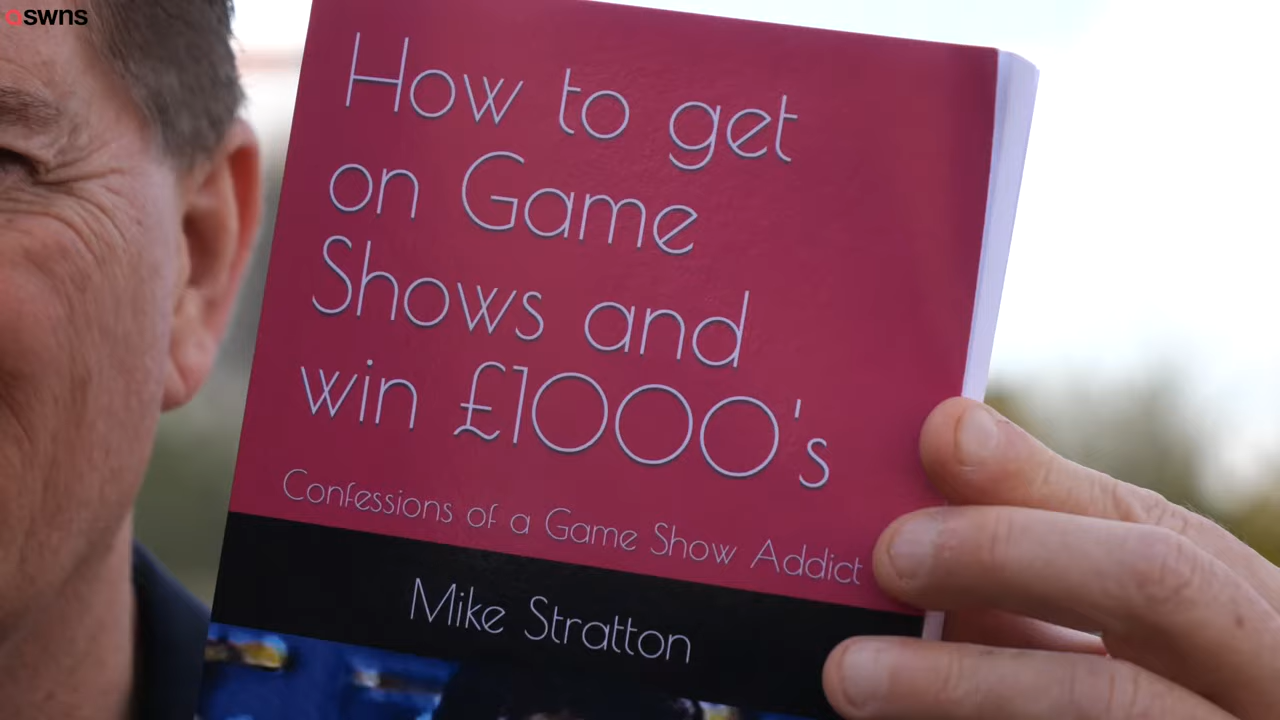 swns
How to get
on Game
Shows and
win £1000's
Confessions of a Game Show Addict
Mike Stratton